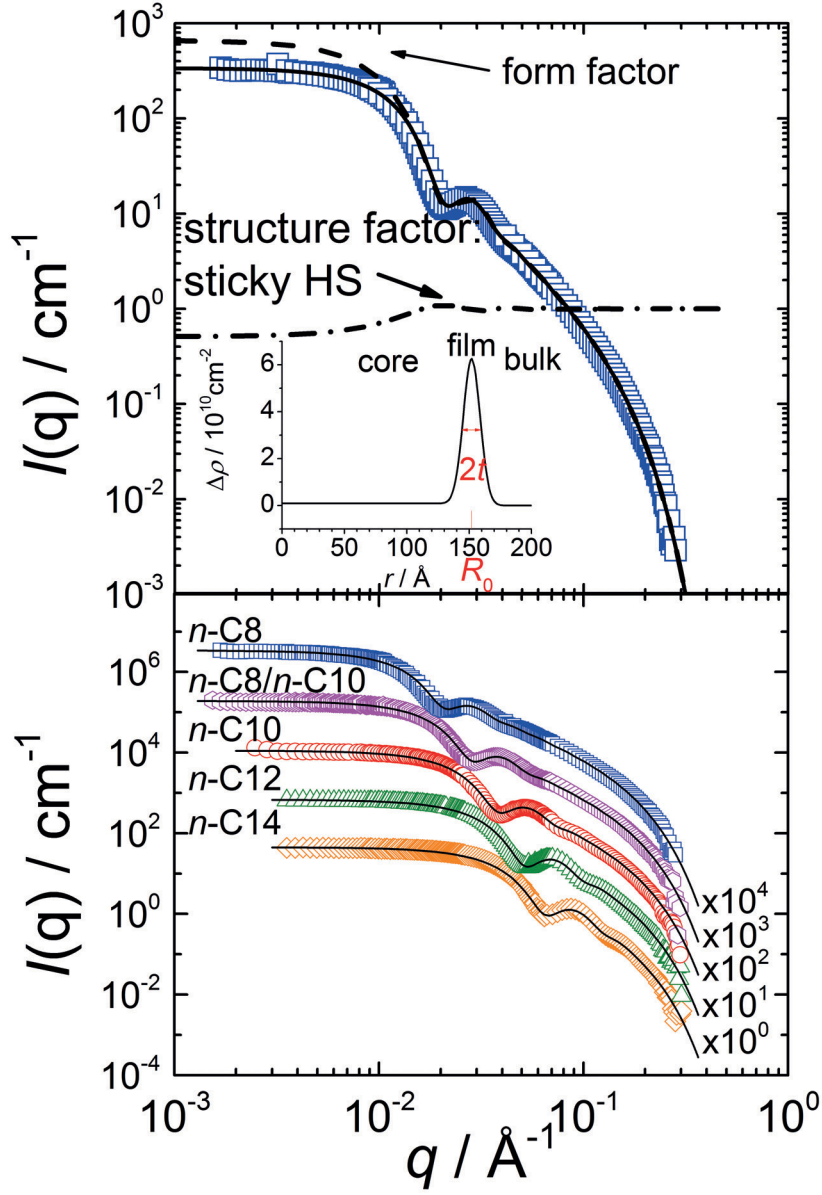 10³
form factor
10²
10¹
structure factor:
sticky HS
10⁰
I(q) / cm⁻¹
10⁻¹
10⁻²
10⁻³
core film bulk
Δρ / 10¹⁰cm⁻²
6
4
2
0
2t
0 50 100 150 200
r / Å
R₀
n-C8
n-C8/n-C10
n-C10
n-C12
n-C14
I(q) / cm⁻¹
10⁶
10⁴
10²
10⁰
10⁻²
10⁻⁴
x10⁴
x10³
x10²
x10¹
x10⁰
10⁻³ 10⁻² 10⁻¹ 10⁰
q / Å⁻¹